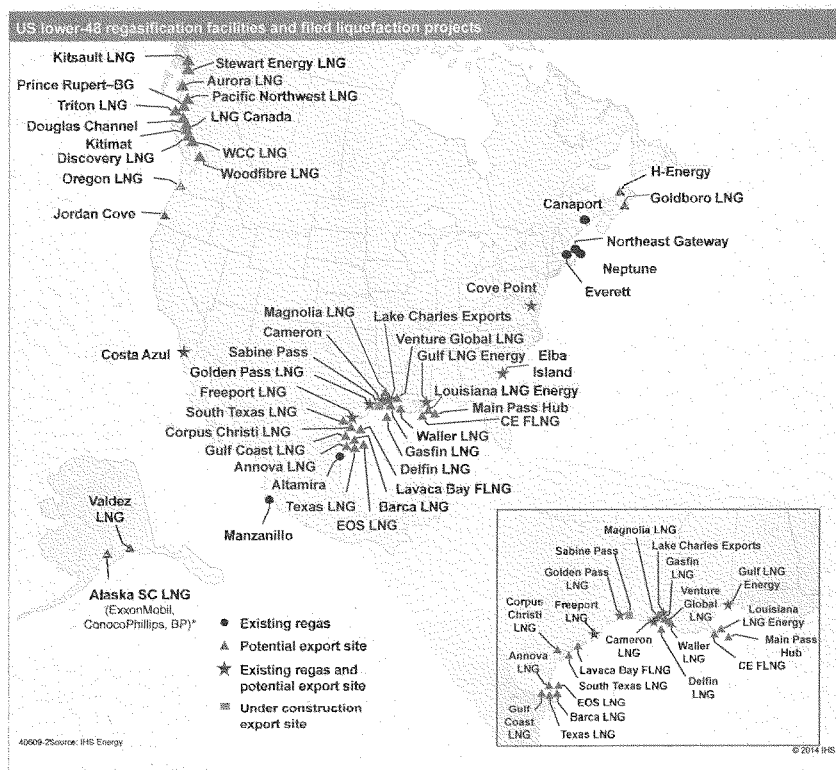 US lower-48 regasification facilities and filed liquefaction projects
Kitsault LNG
Stewart Energy LNG
Aurora LNG
Prince Rupert–BG
Pacific Northwest LNG
Triton LNG
LNG Canada
Douglas Channel
Kitimat
WCC LNG
Discovery LNG
Woodfibre LNG
Oregon LNG
Jordan Cove
H-Energy
Goldboro LNG
Canaport
Northeast Gateway
Neptune
Everett
Cove Point
Magnolia LNG
Lake Charles Exports
Cameron
Venture Global LNG
Sabine Pass
Gulf LNG Energy
Elba
Island
Costa Azul
Golden Pass LNG
Freeport LNG
Louisiana LNG Energy
South Texas LNG
Main Pass Hub
CE FLNG
Corpus Christi LNG
Waller LNG
Gulf Coast LNG
Gasfin LNG
Annova LNG
Delfin LNG
Altamira
Lavaca Bay FLNG
Texas LNG
Barca LNG
EOS LNG
Manzanillo
Valdez
LNG
Alaska SC LNG
(ExxonMobil,
ConocoPhillips, BP)*
Existing regas
Potential export site
Existing regas and
potential export site
Under construction
export site
Magnolia LNG
Lake Charles Exports
Sabine Pass
Gasfin
LNG
Golden Pass
LNG
Gulf LNG
Energy
Venture
Global
LNG
Corpus
Christi
LNG
Freeport
LNG
Louisiana
LNG Energy
Cameron
LNG
Waller
LNG
Main Pass
Hub
CE FLNG
Annova
LNG
Lavaca Bay FLNG
South Texas LNG
Delfin
LNG
EOS LNG
Gulf
Coast
LNG
Barca LNG
Texas LNG
40609-2Source: IHS Energy
© 2014 IHS